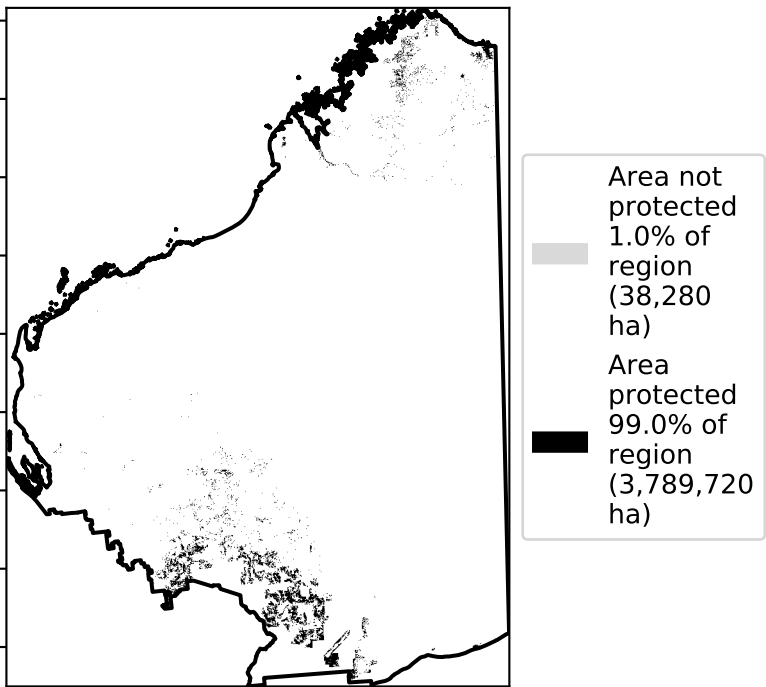 Area not
protected
1.0% of
region
(38,280
ha)
Area
protected
99.0% of
region
(3,789,720
ha)